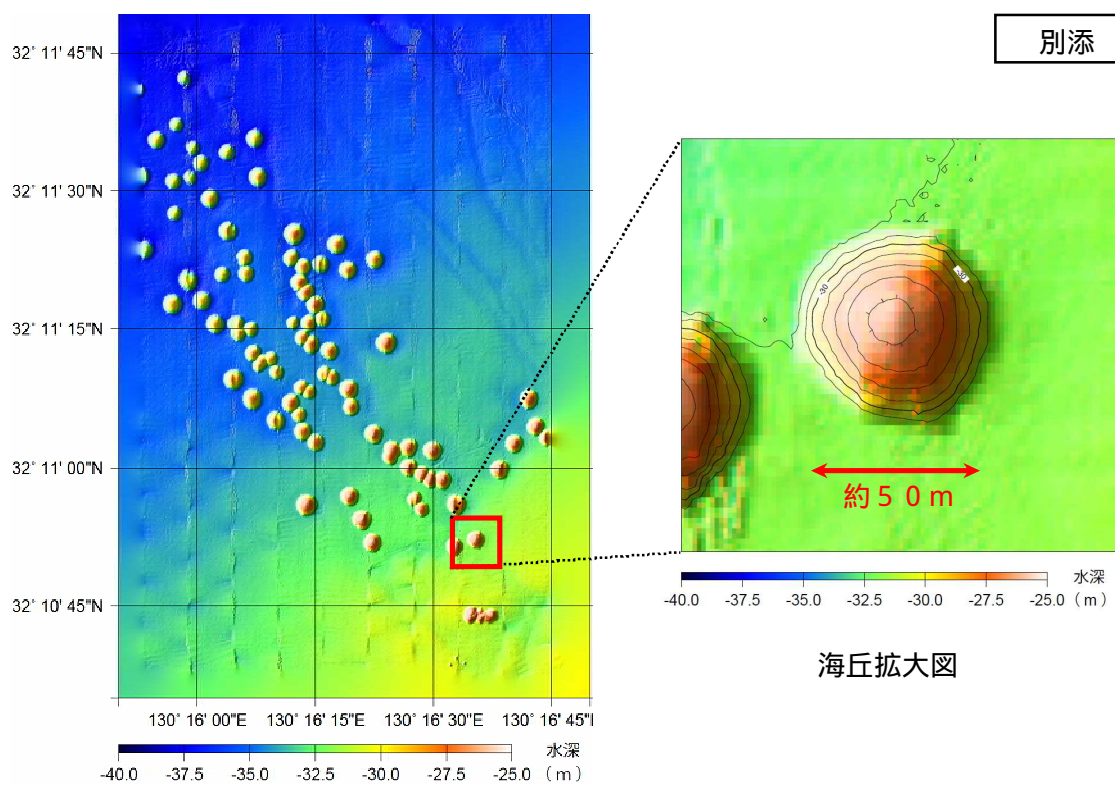 別添
32° 11' 45"N
32° 11' 30"N
32° 11' 15"N
32° 11' 00"N
32° 10' 45"N
130° 16' 00"E 130° 16' 15"E 130° 16' 30"E 130° 16' 45"E
-40.0 -37.5 -35.0 -32.5 -30.0 -27.5 -25.0
水深
（ｍ）
-30
-30
約５０ｍ
-40.0 -37.5 -35.0 -32.5 -30.0 -27.5 -25.0
水深
（ｍ）
海丘拡大図